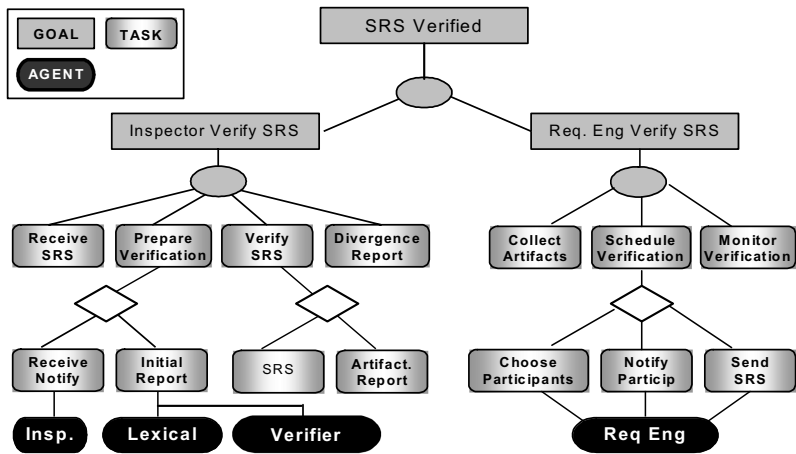 GOAL
TASK
AGENT
SRS Verified
Inspector Verify SRS
Req. Eng Verify SRS
Receive
SRS
Prepare
Verification
Verify
SRS
Divergence
Report
Collect
Artifacts
Schedule
Verification
Monitor
Verification
Receive
Notify
Initial
Report
SRS
Artifact.
Report
Choose
Participants
Notify
Particip
Send
SRS
Insp.
Lexical
Verifier
Req Eng